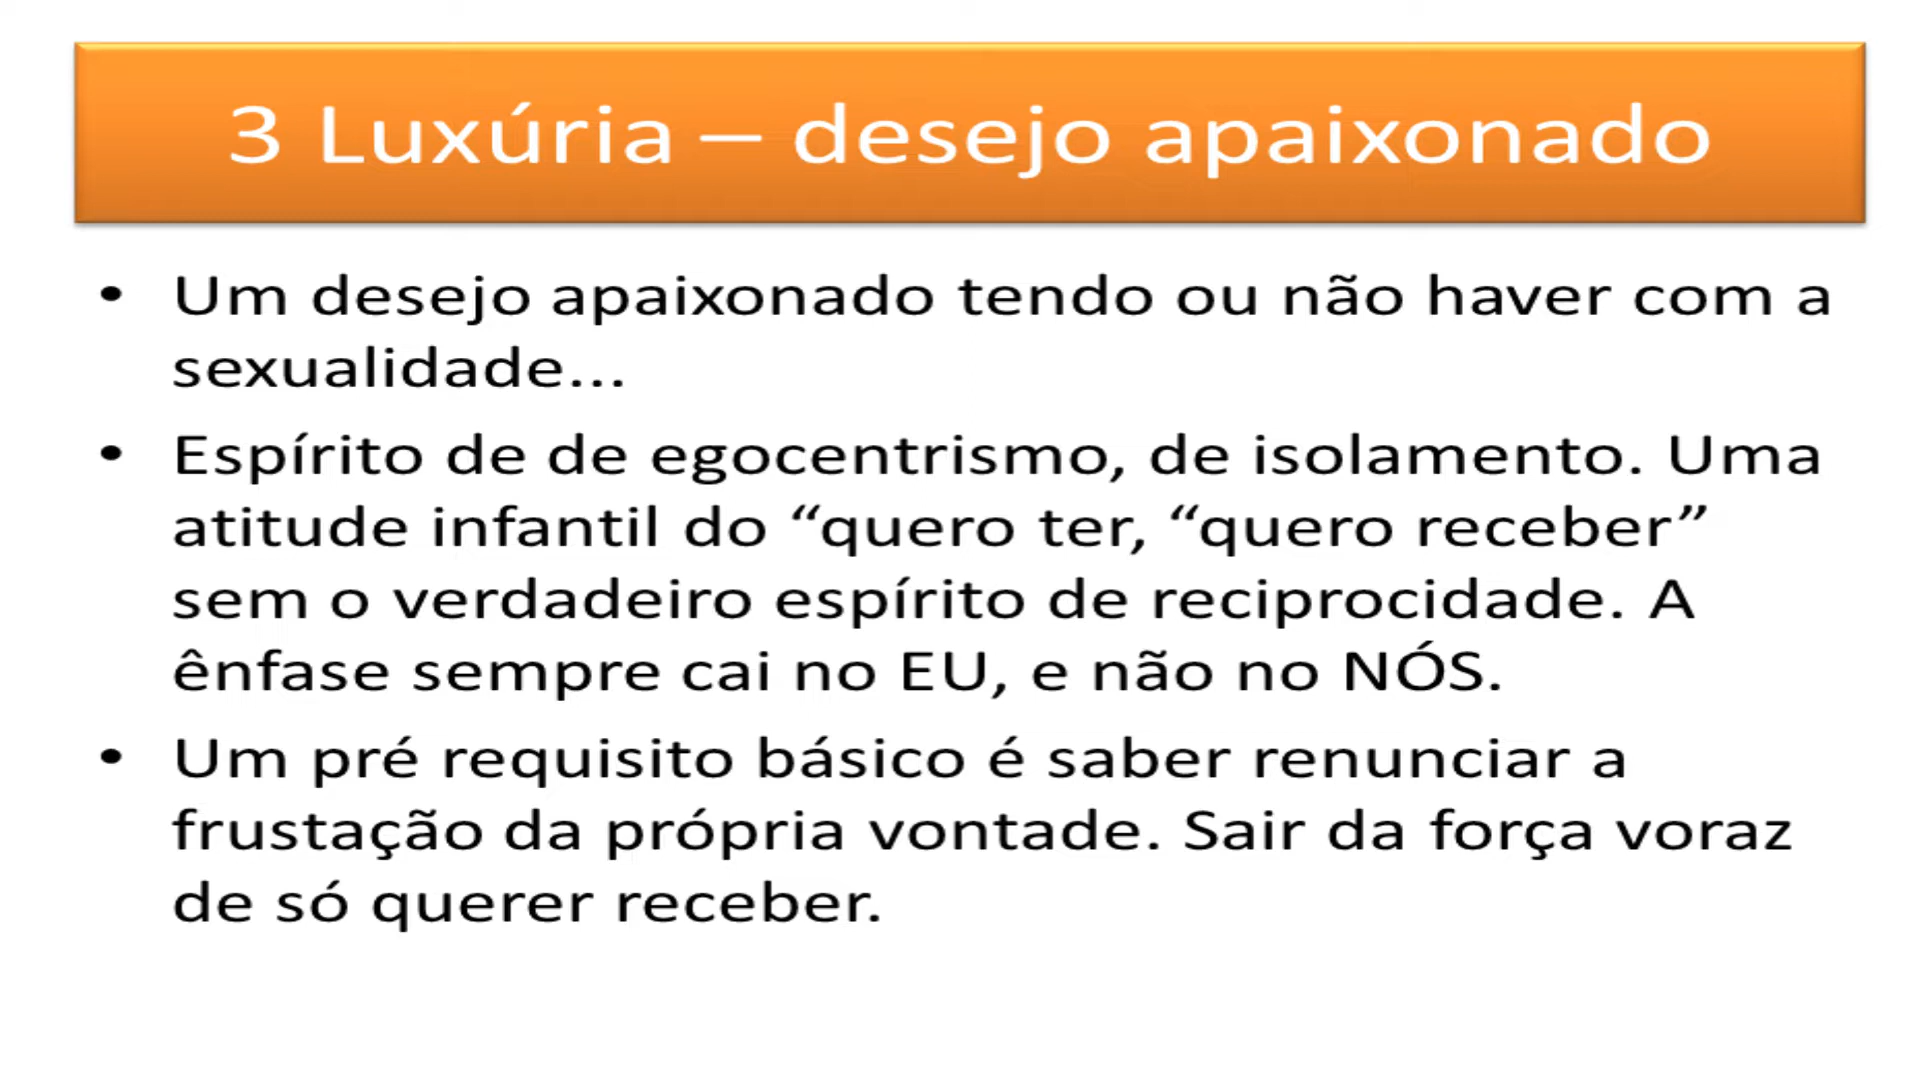 3 Luxúria – desejo apaixonado
• Um desejo apaixonado tendo ou não haver com a
sexualidade...
• Espírito de de egocentrismo, de isolamento. Uma
atitude infantil do “quero ter, “quero receber”
sem o verdadeiro espírito de reciprocidade. A
ênfase sempre cai no EU, e não no NÓS.
• Um pré requisito básico é saber renunciar a
frustação da própria vontade. Sair da força voraz
de só querer receber.